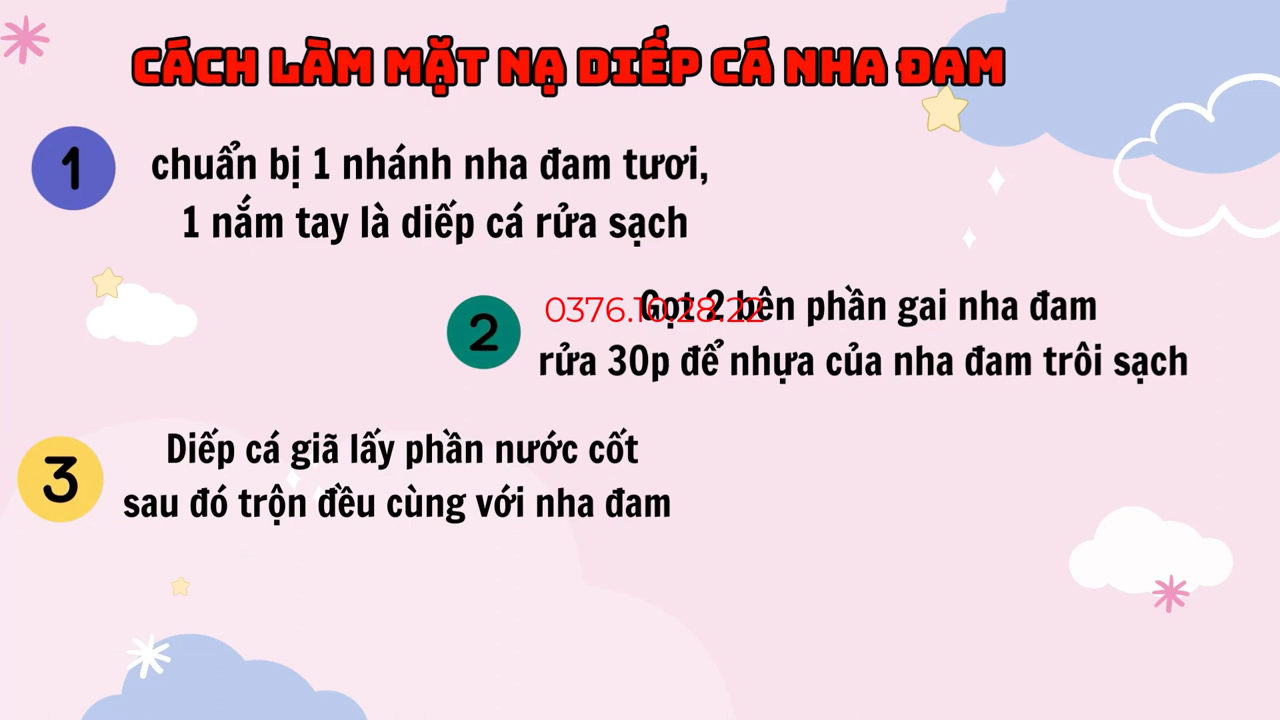 CÁCH LÀM MẶT NẠ DIẾP CÁ NHA ĐAM
1
chuẩn bị 1 nhánh nha đam tươi,
1 nắm tay là diếp cá rửa sạch
2
Gọt 2 bên phần gai nha đam
0376.10.28.22
rửa 30p để nhựa của nha đam trôi sạch
3
Diếp cá giã lấy phần nước cốt
sau đó trộn đều cùng với nha đam